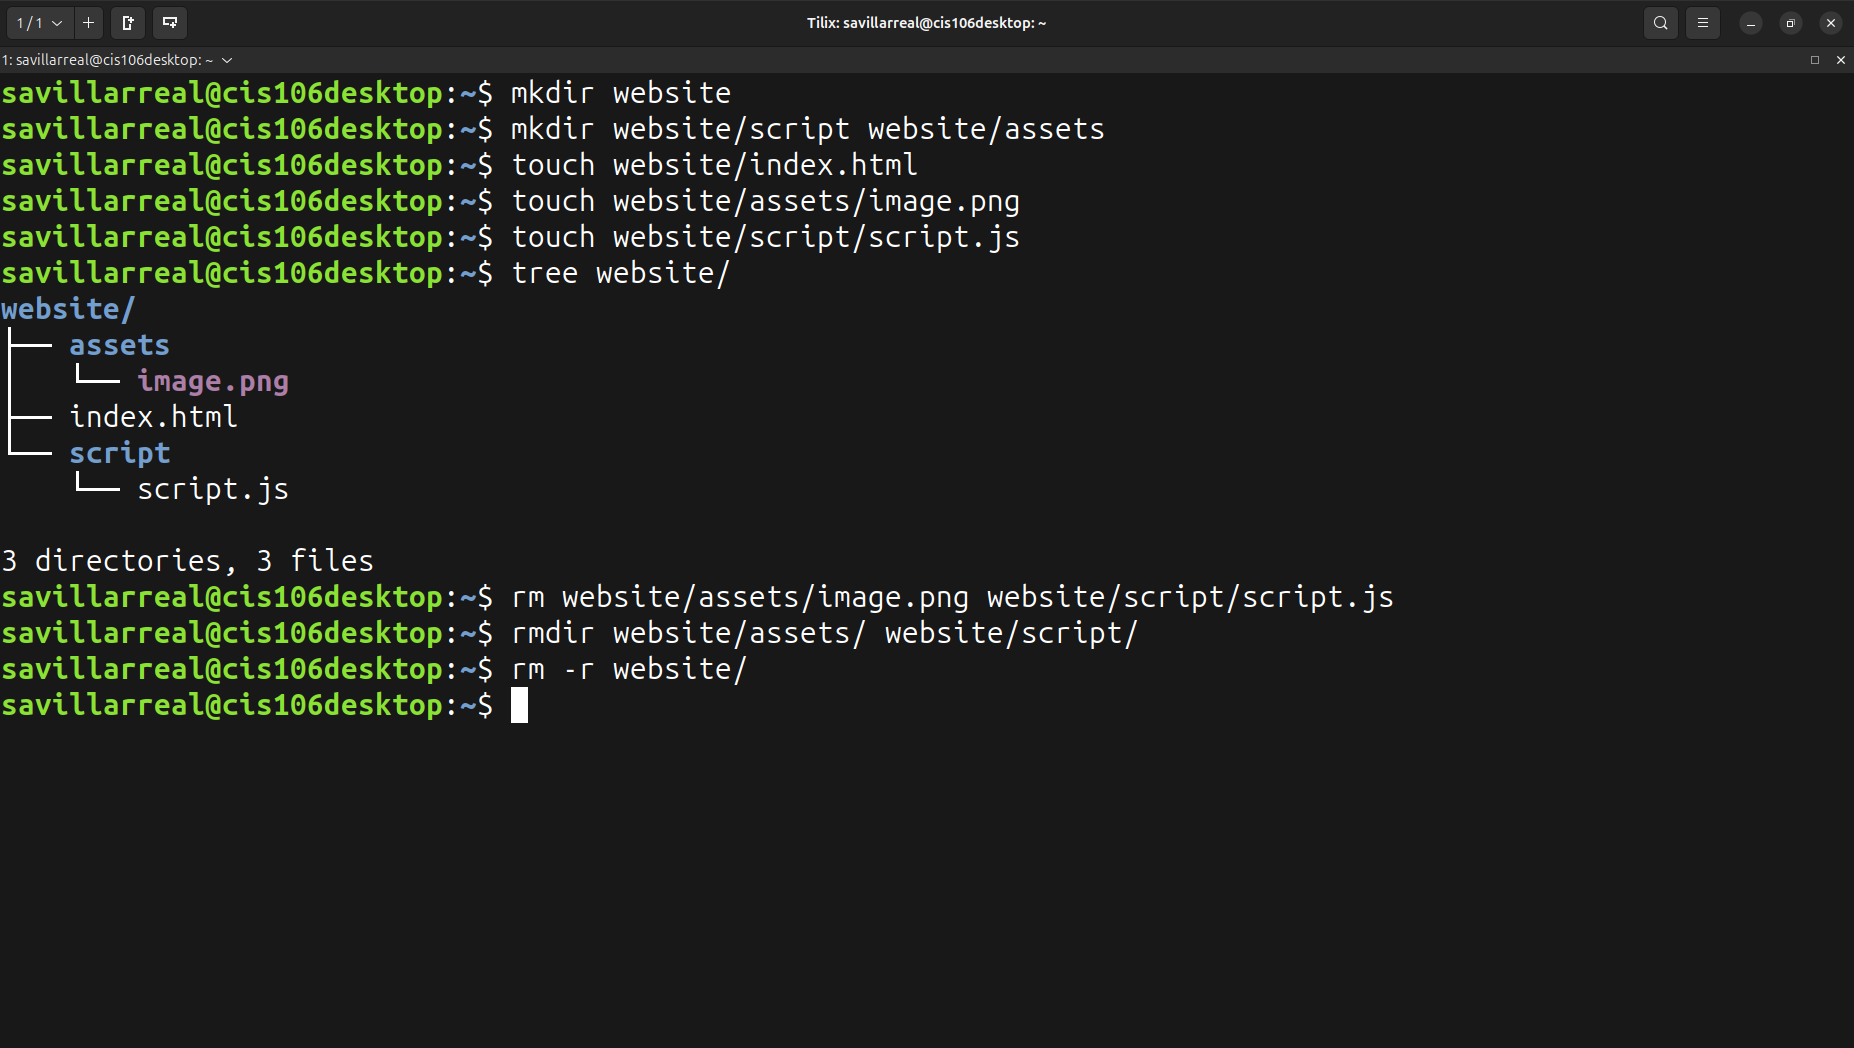 1 / 1
Tilix: savillarreal@cis106desktop: ~
1: savillarreal@cis106desktop: ~
savillarreal@cis106desktop:~$ mkdir website
savillarreal@cis106desktop:~$ mkdir website/script website/assets
savillarreal@cis106desktop:~$ touch website/index.html
savillarreal@cis106desktop:~$ touch website/assets/image.png
savillarreal@cis106desktop:~$ touch website/script/script.js
savillarreal@cis106desktop:~$ tree website/
website/
├── assets
│   └── image.png
├── index.html
└── script
    └── script.js
3 directories, 3 files
savillarreal@cis106desktop:~$ rm website/assets/image.png website/script/script.js
savillarreal@cis106desktop:~$ rmdir website/assets/ website/script/
savillarreal@cis106desktop:~$ rm -r website/
savillarreal@cis106desktop:~$